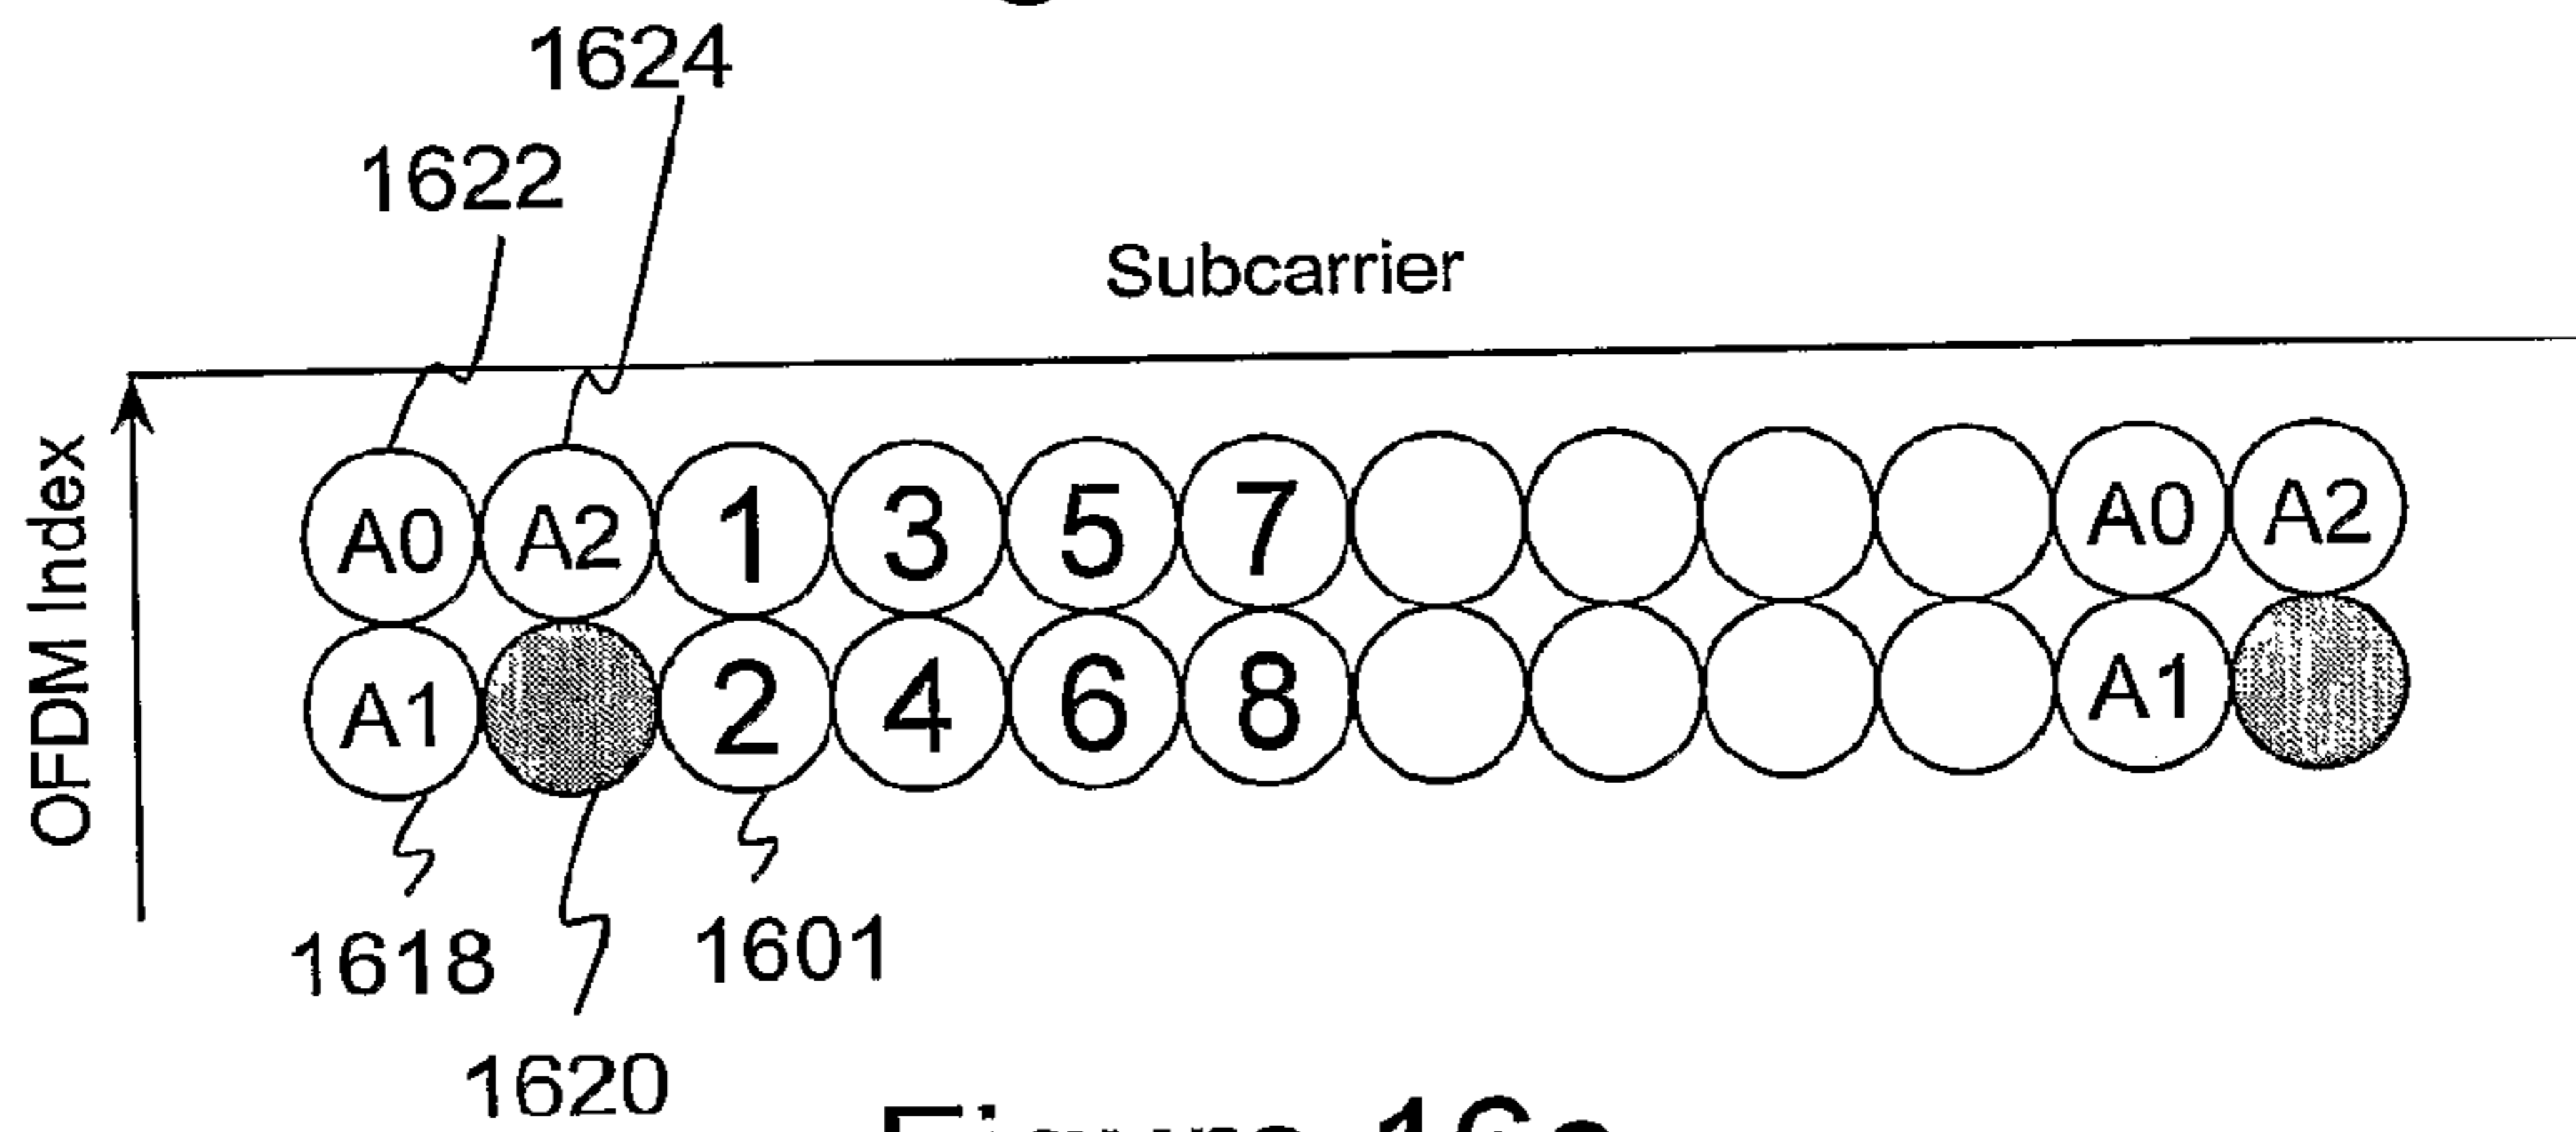 1624
1622
Subcarrier
OFDM Index
A0 A2 1 3 5 7 A0 A2
A1 2 4 6 8 A1
1618
1601
1620